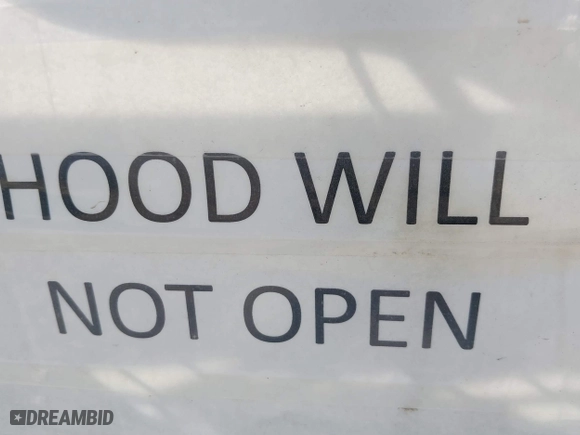 HOOD WILL
NOT OPEN
DREAMBID